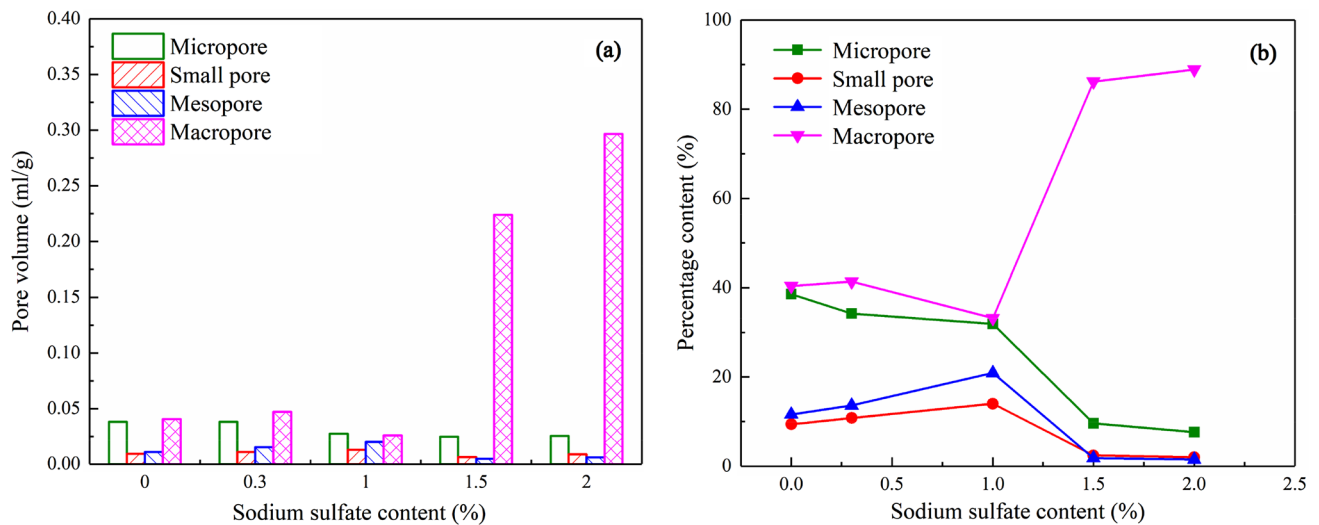 0.40
0.35
0.30
0.25
0.20
0.15
0.10
0.05
0.00
Pore volume (ml/g)
Micropore
Small pore
Mesopore
Macropore
(a)
0 0.3 1 1.5 2
Sodium sulfate content (%)
100
80
60
40
20
0
Percentage content (%)
Micropore
Small pore
Mesopore
Macropore
(b)
0.0 0.5 1.0 1.5 2.0 2.5
Sodium sulfate content (%)